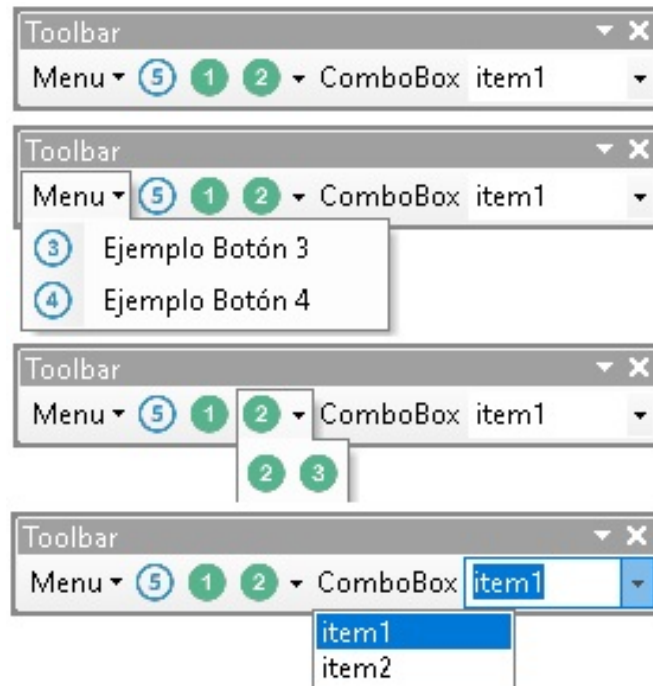 Toolbar
Menu 5 1 2 ComboBox item1
Toolbar
Menu 5 1 2 ComboBox item1
3 Ejemplo Botón 3
4 Ejemplo Botón 4
Toolbar
Menu 5 1 2 ComboBox item1
2 3
Toolbar
Menu 5 1 2 ComboBox item1
item1
item2